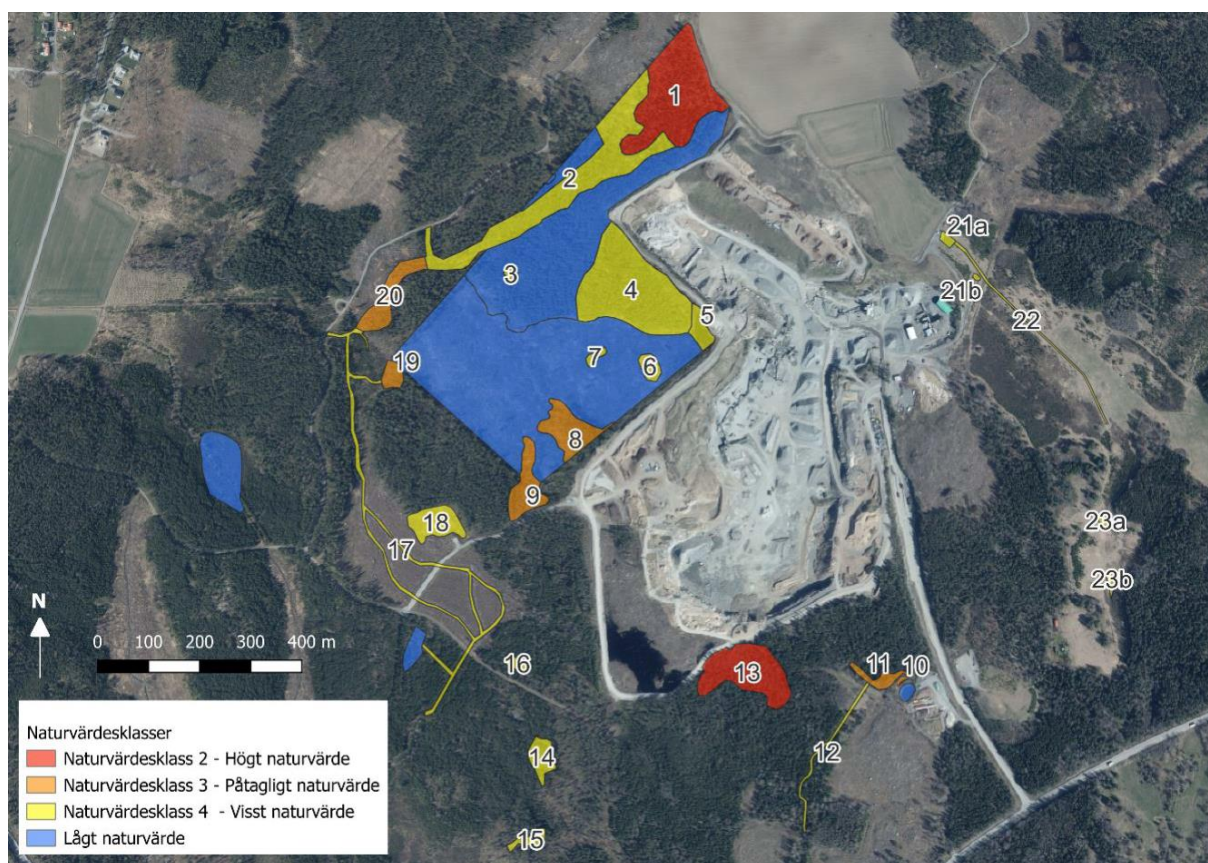 1
2
3
4
5
6
7
8
9
10
11
12
13
14
15
16
17
18
19
20
21a
21b
22
23a
23b
N
0 100 200 300 400 m
Naturvärdesklasser
Naturvärdesklass 2 - Högt naturvärde
Naturvärdesklass 3 - Påtagligt naturvärde
Naturvärdesklass 4 - Visst naturvärde
Lågt naturvärde